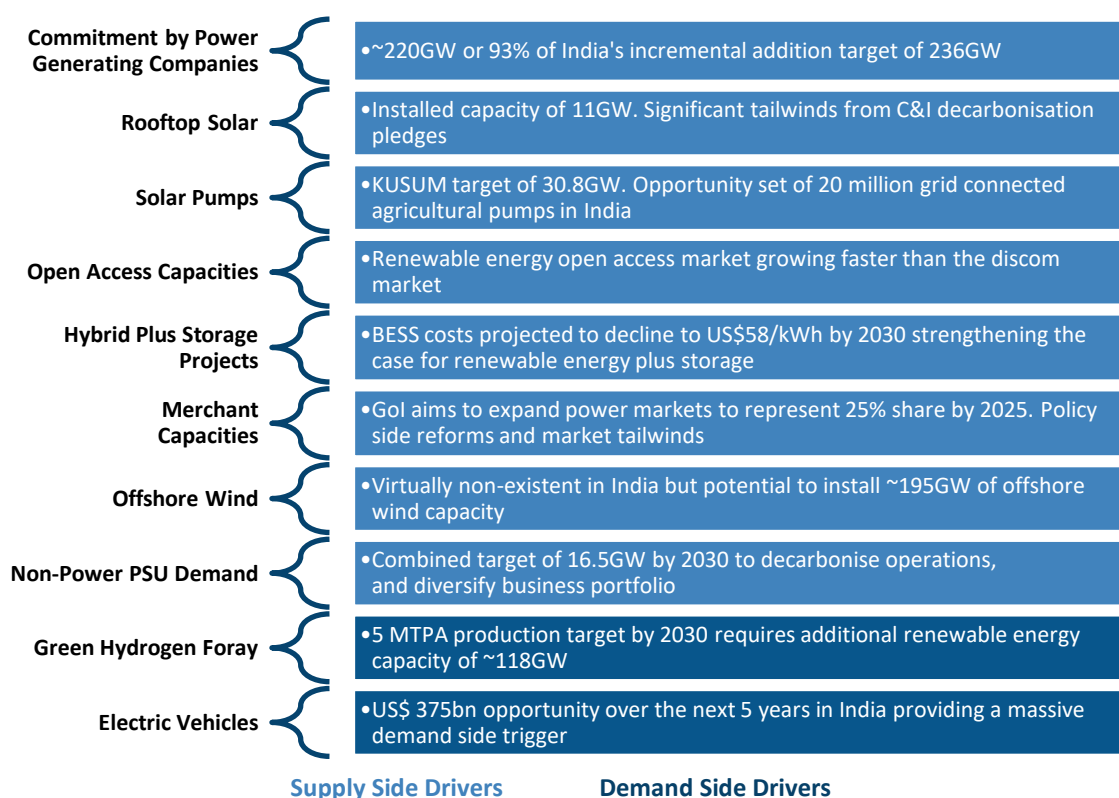 Commitment by Power
Generating Companies
•~220GW or 93% of India's incremental addition target of 236GW
Rooftop Solar
•Installed capacity of 11GW. Significant tailwinds from C&I decarbonisation
pledges
Solar Pumps
•KUSUM target of 30.8GW. Opportunity set of 20 million grid connected
agricultural pumps in India
Open Access Capacities
•Renewable energy open access market growing faster than the discom
market
Hybrid Plus Storage
Projects
•BESS costs projected to decline to US$58/kWh by 2030 strengthening the
case for renewable energy plus storage
Merchant
Capacities
•GoI aims to expand power markets to represent 25% share by 2025. Policy
side reforms and market tailwinds
Offshore Wind
•Virtually non-existent in India but potential to install ~195GW of offshore
wind capacity
Non-Power PSU Demand
•Combined target of 16.5GW by 2030 to decarbonise operations,
and diversify business portfolio
Green Hydrogen Foray
•5 MTPA production target by 2030 requires additional renewable energy
capacity of ~118GW
Electric Vehicles
•US$ 375bn opportunity over the next 5 years in India providing a massive
demand side trigger
Supply Side Drivers
Demand Side Drivers